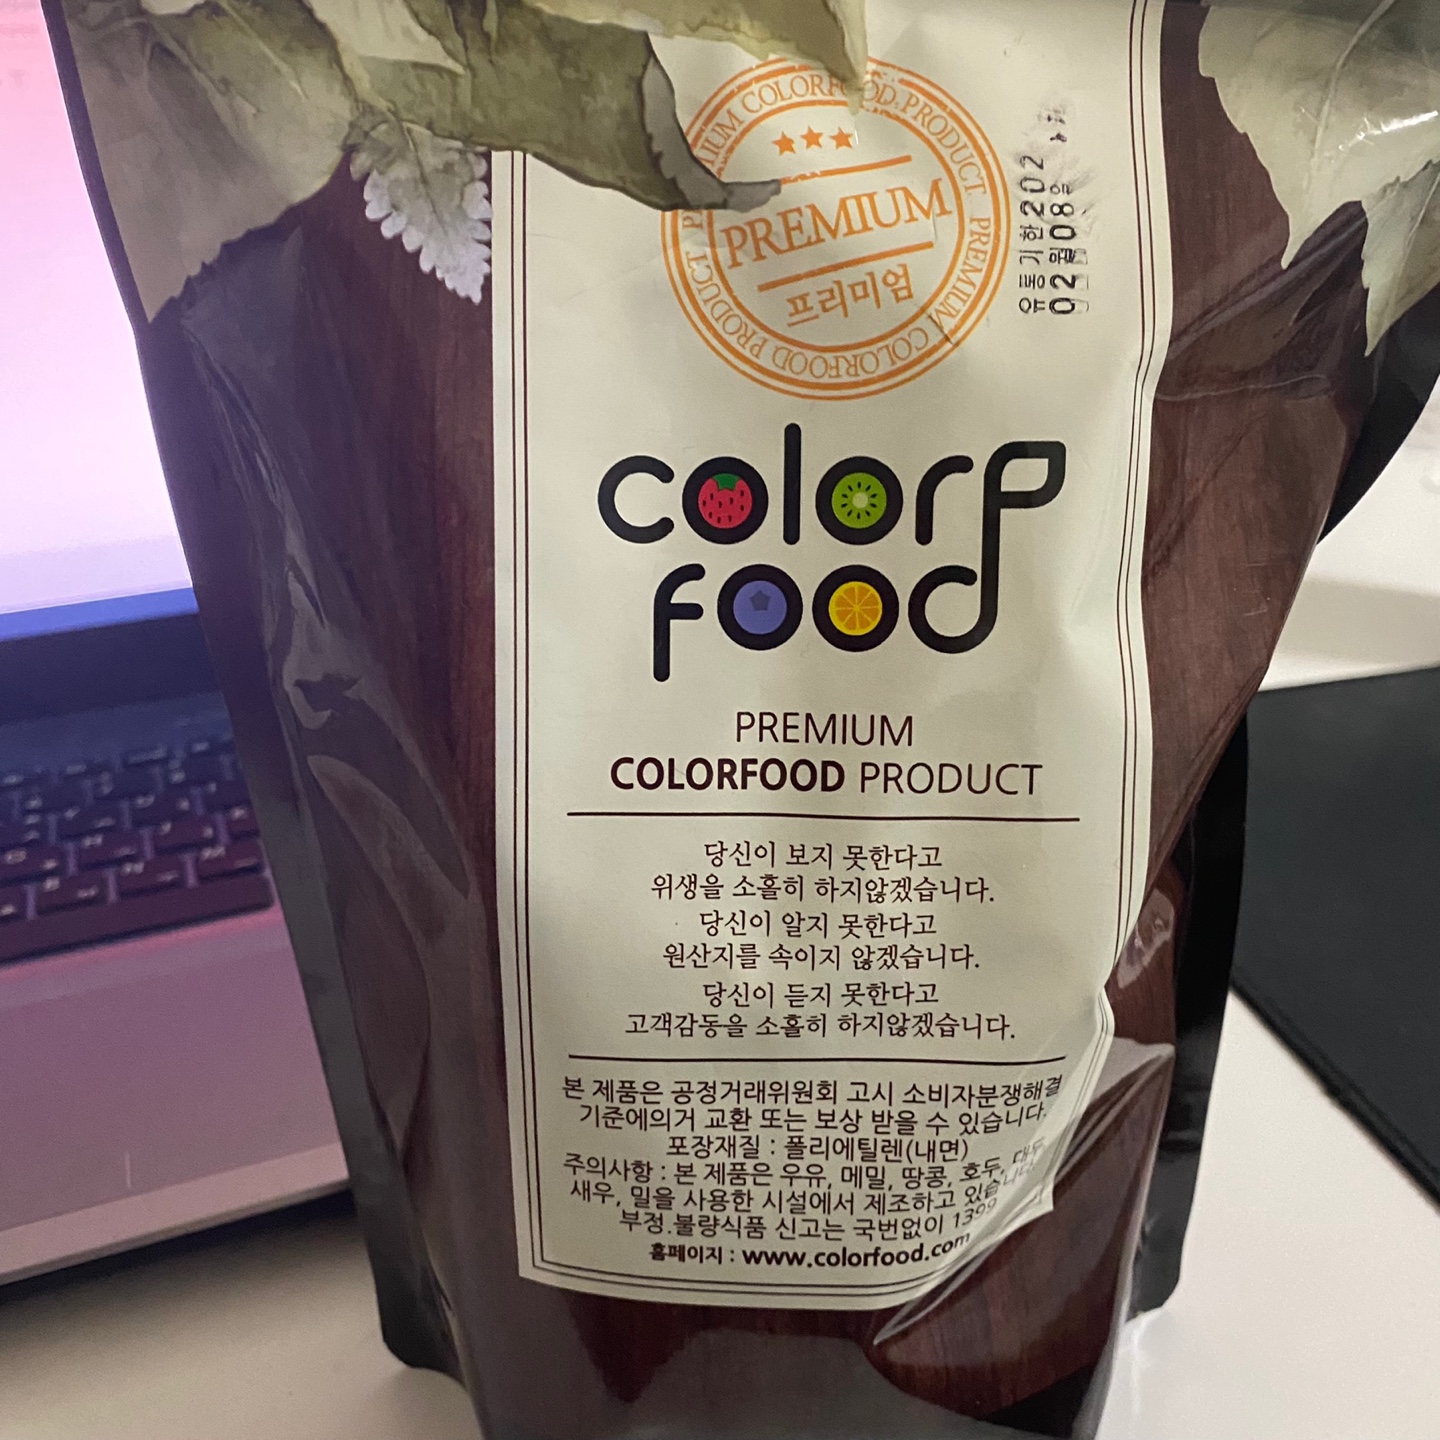 PREMIUM COLORFOOD PRODUCT
PREMIUM
프리미엄
PREMIUM COLORFOOD PRODUCT
유통기한 202
02월08일
color
food
PREMIUM
COLORFOOD PRODUCT
당신이 보지 못한다고
위생을 소홀히 하지않겠습니다.
당신이 알지 못한다고
원산지를 속이지 않겠습니다.
당신이 듣지 못한다고
고객감동을 소홀히 하지않겠습니다.
본 제품은 공정거래위원회 고시 소비자분쟁해결
기준에의거 교환 또는 보상 받을 수 있습니다.
포장재질 : 폴리에틸렌(내면)
주의사항 : 본 제품은 우유, 메밀, 땅콩, 호두, 대두,
새우, 밀을 사용한 시설에서 제조하고 있습니다.
부정.불량식품 신고는 국번없이 1399
홈페이지 : www.colorfood.com